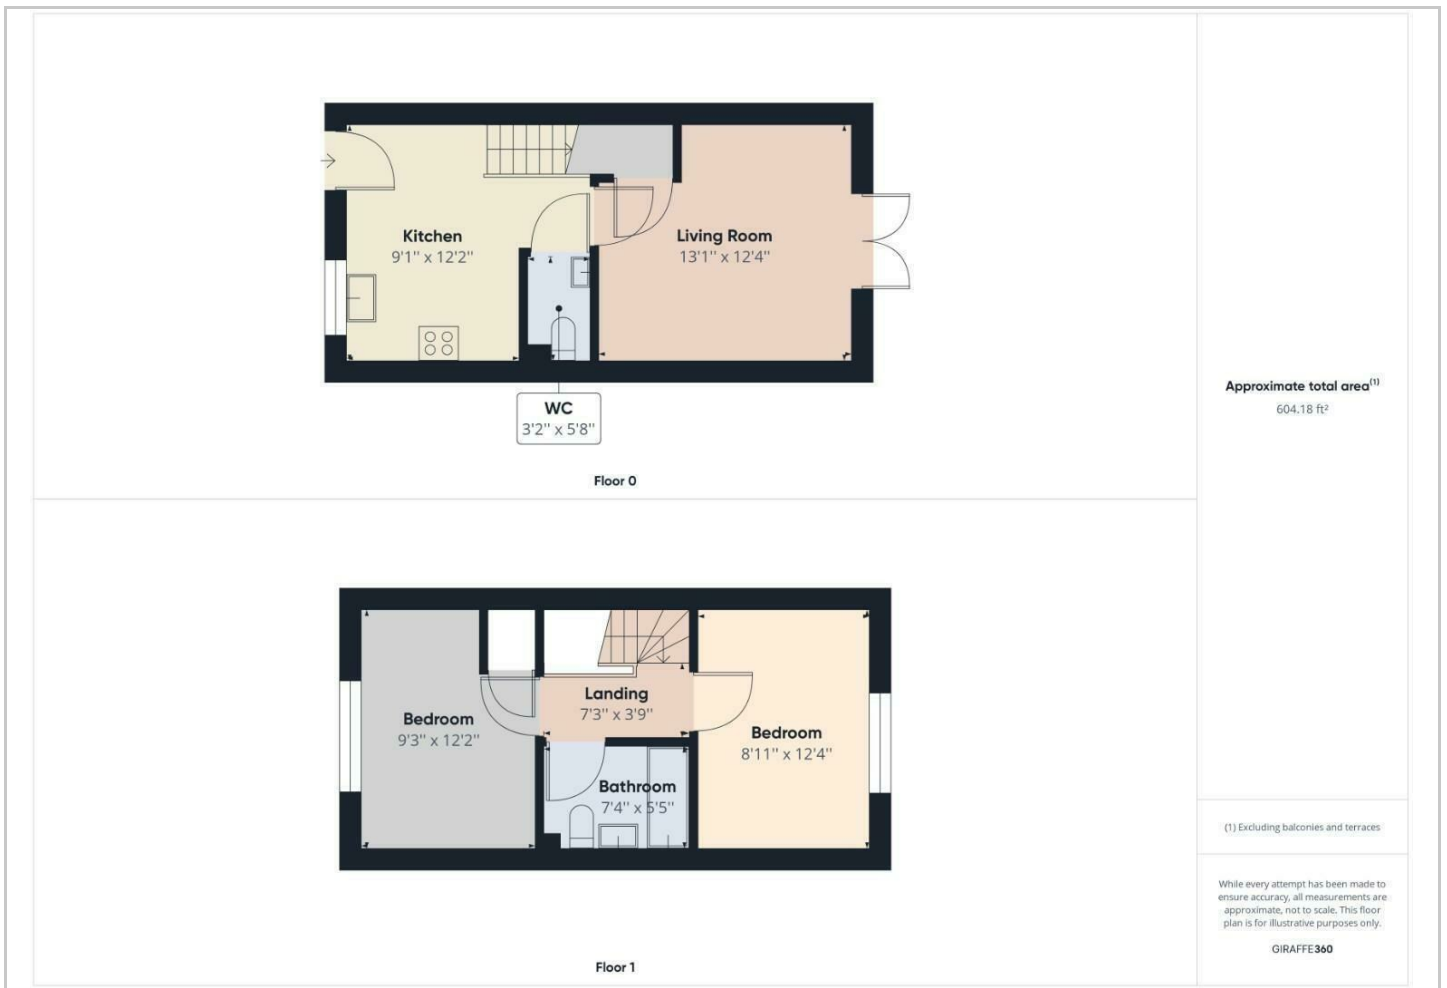 Kitchen
9'1'' x 12'2''
Living Room
13'1'' x 12'4''
WC
3'2'' x 5'8''
Floor 0
Approximate total area(1)
604.18 ft²
Bedroom
9'3'' x 12'2''
Landing
7'3'' x 3'9''
Bedroom
8'11'' x 12'4''
Bathroom
7'4'' x 5'5''
Floor 1
(1) Excluding balconies and terraces
While every attempt has been made to
ensure accuracy, all measurements are
approximate, not to scale. This floor
plan is for illustrative purposes only.
GIRAFFE360